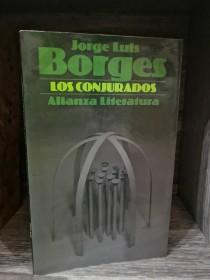 Jorge Luis
Borges
LOS CONJURADOS
Alianza Literatura